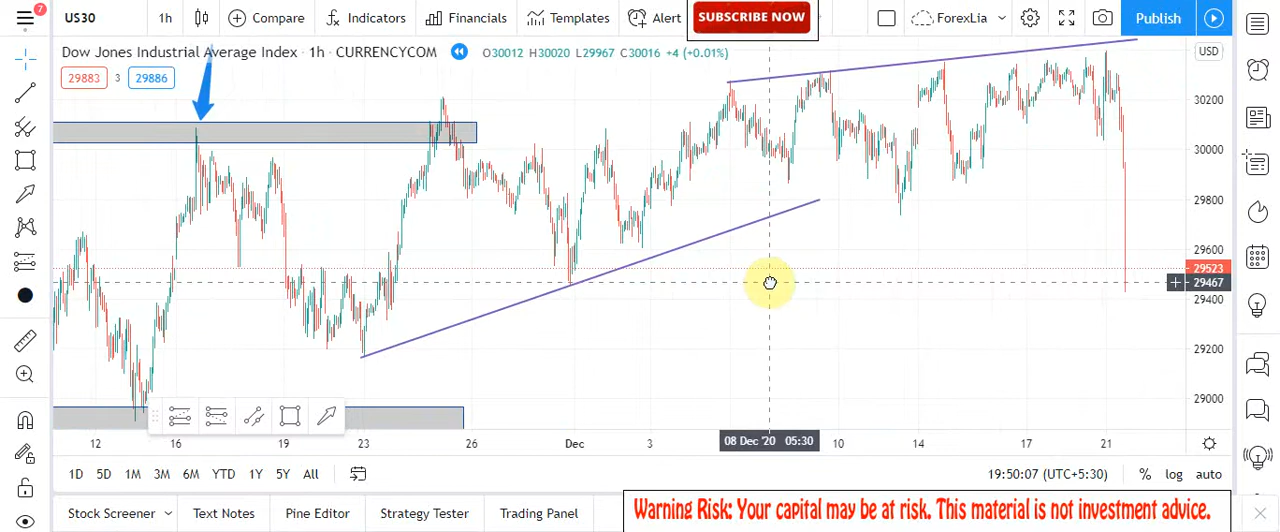 7
US30
1h
Compare
Indicators
Financials
Templates
Alert
SUBSCRIBE NOW
ForexLia
Publish
Dow Jones Industrial Average Index · 1h · CURRENCYCOM
O30012 H30020 L29967 C30016 +4 (+0.01%)
USD
29883 3 29886
30200
30000
29800
29600
29523
29467
29400
29200
29000
12 16 19 23 26 Dec 3 08 Dec '20 05:30 10 14 17 21
1D 5D 1M 3M 6M YTD 1Y 5Y All
19:50:07 (UTC+5:30) % log auto
Stock Screener Text Notes Pine Editor Strategy Tester Trading Panel
Warning Risk: Your capital may be at risk. This material is not investment advice.